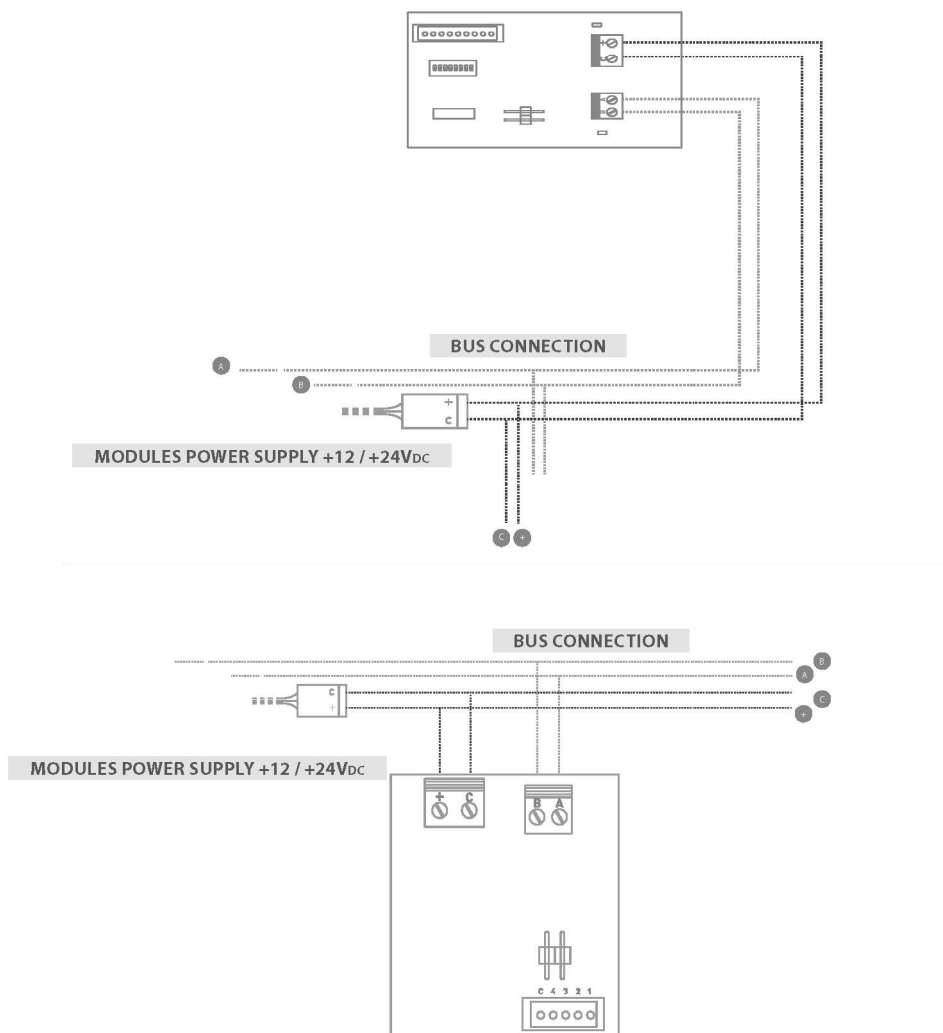 +
C
A
B
BUS CONNECTION
A
B
+
C
MODULES POWER SUPPLY +12 / +24VDC
C +
BUS CONNECTION
B
A
C
C
+
+
MODULES POWER SUPPLY +12 / +24VDC
+ C
B A
C 4 3 2 1